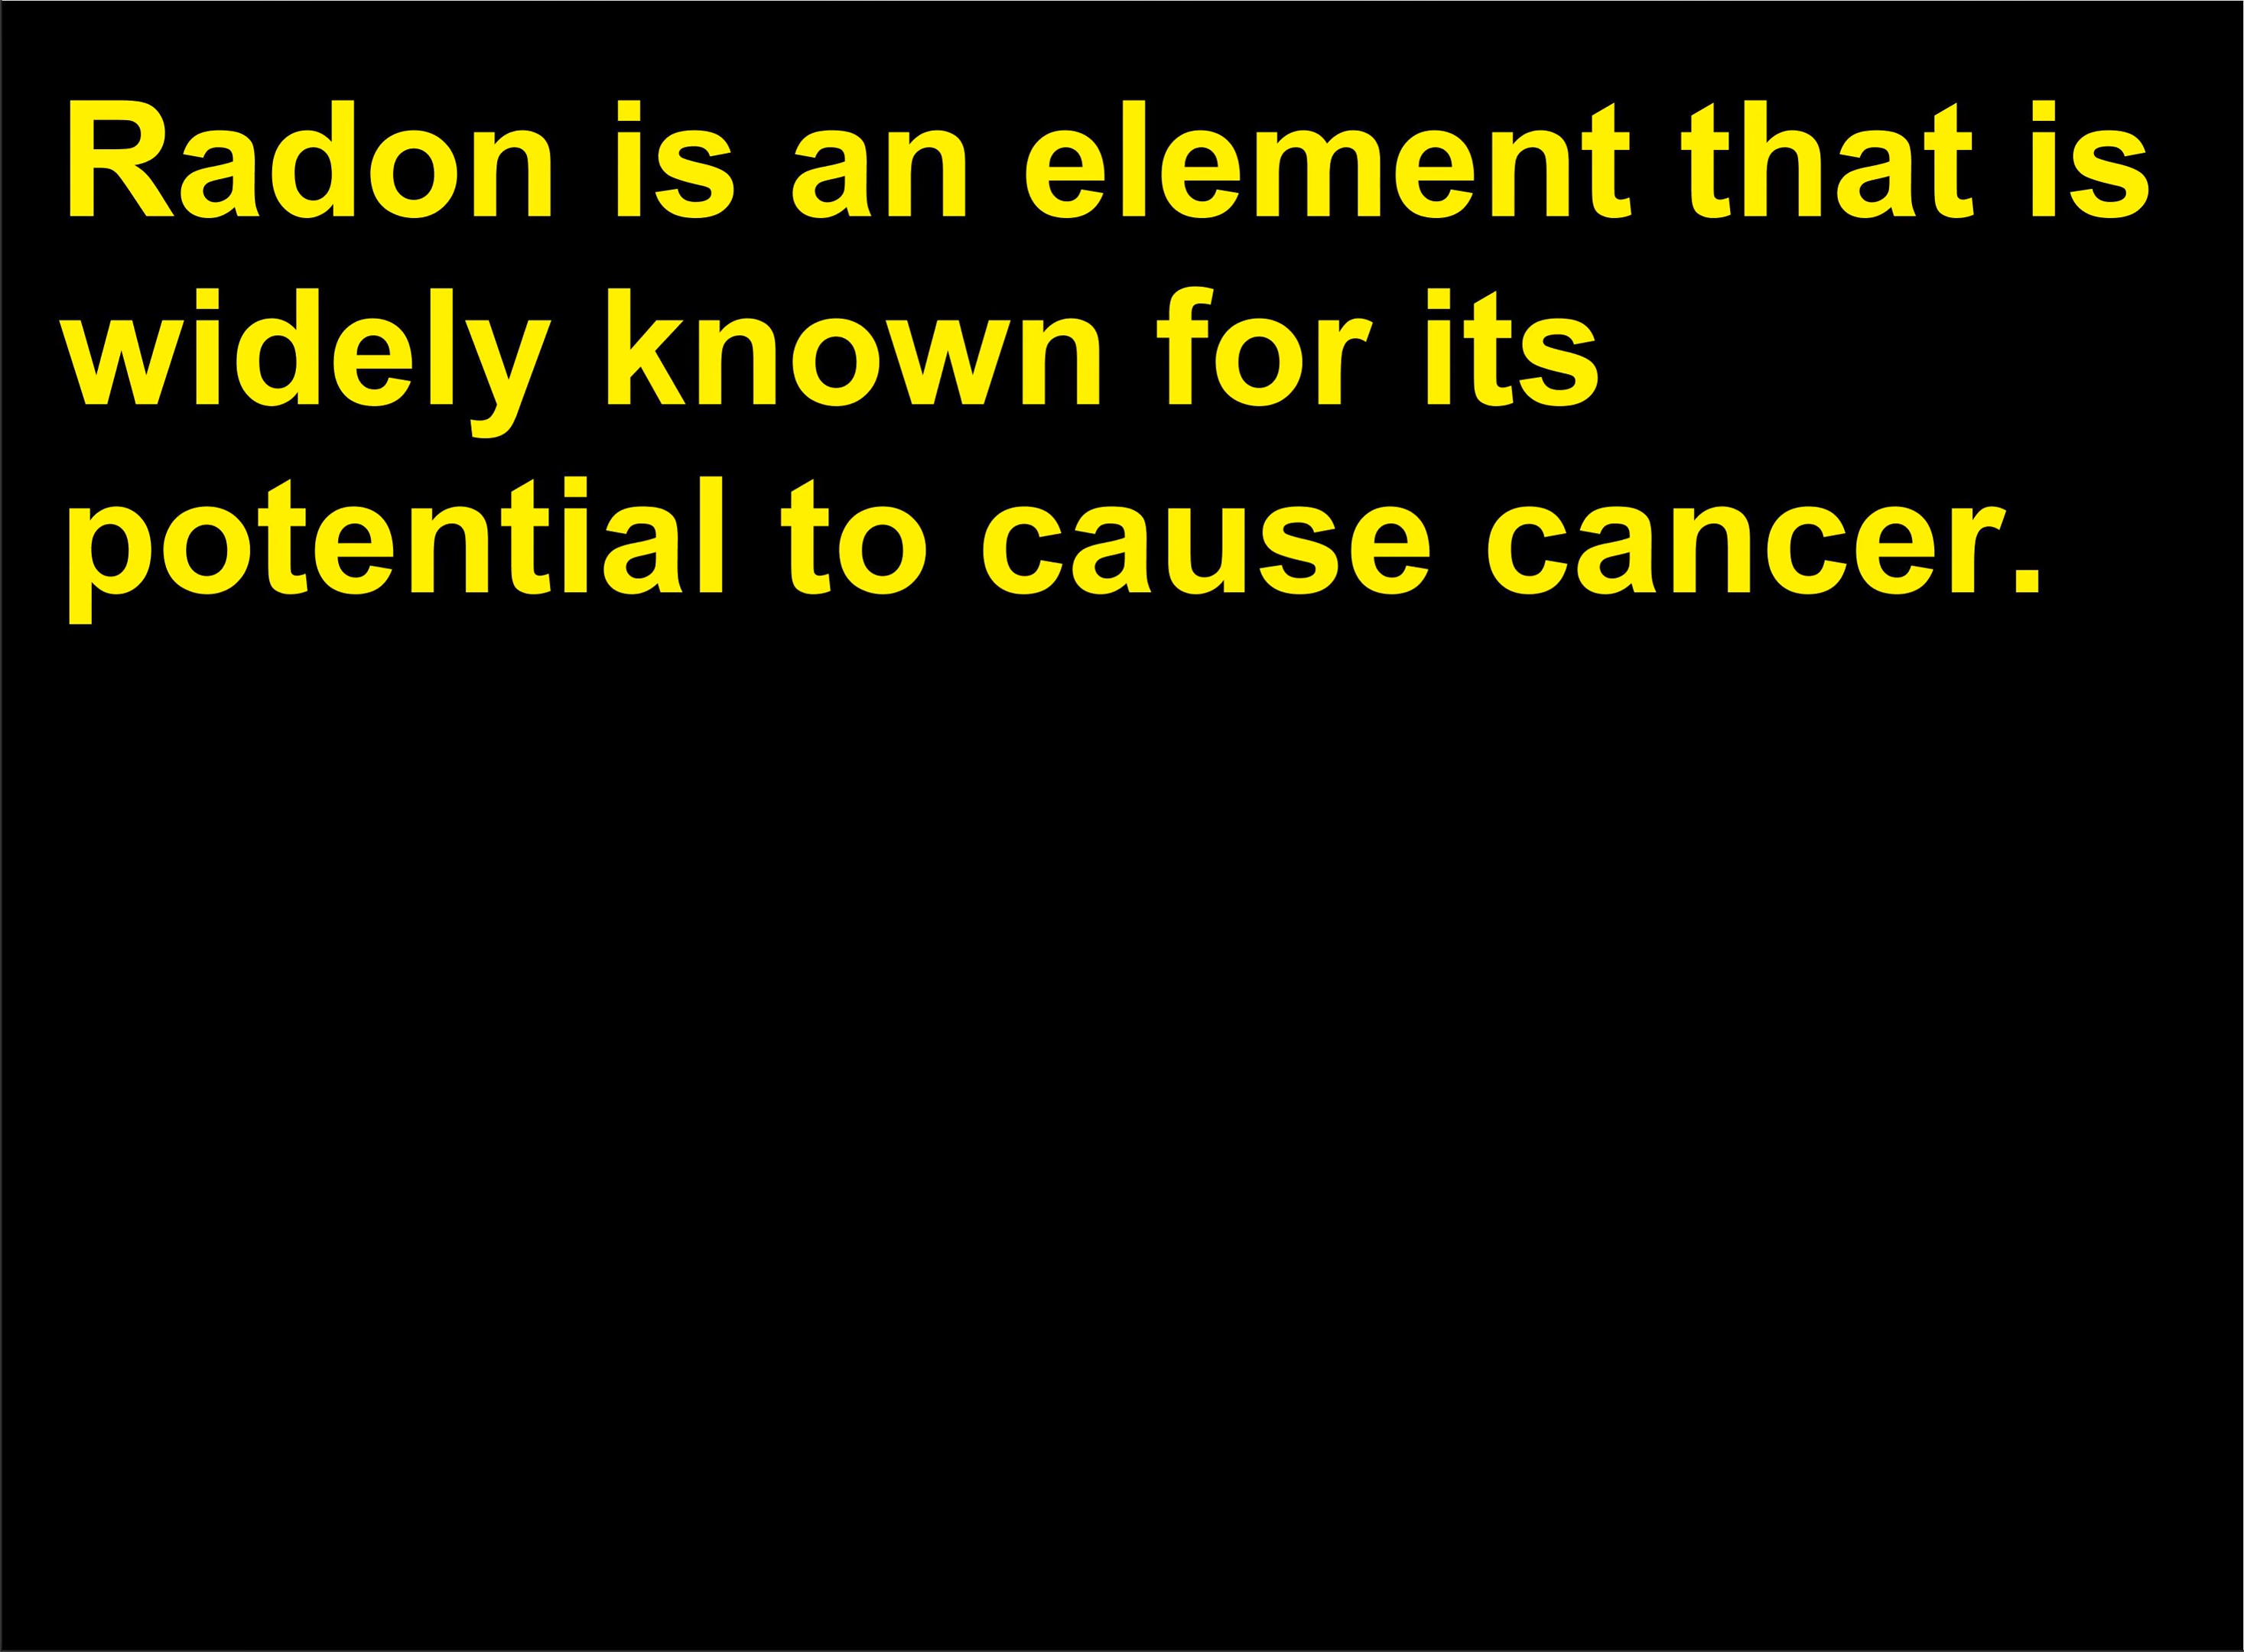 Radon is an element that is
widely known for its
potential to cause cancer.